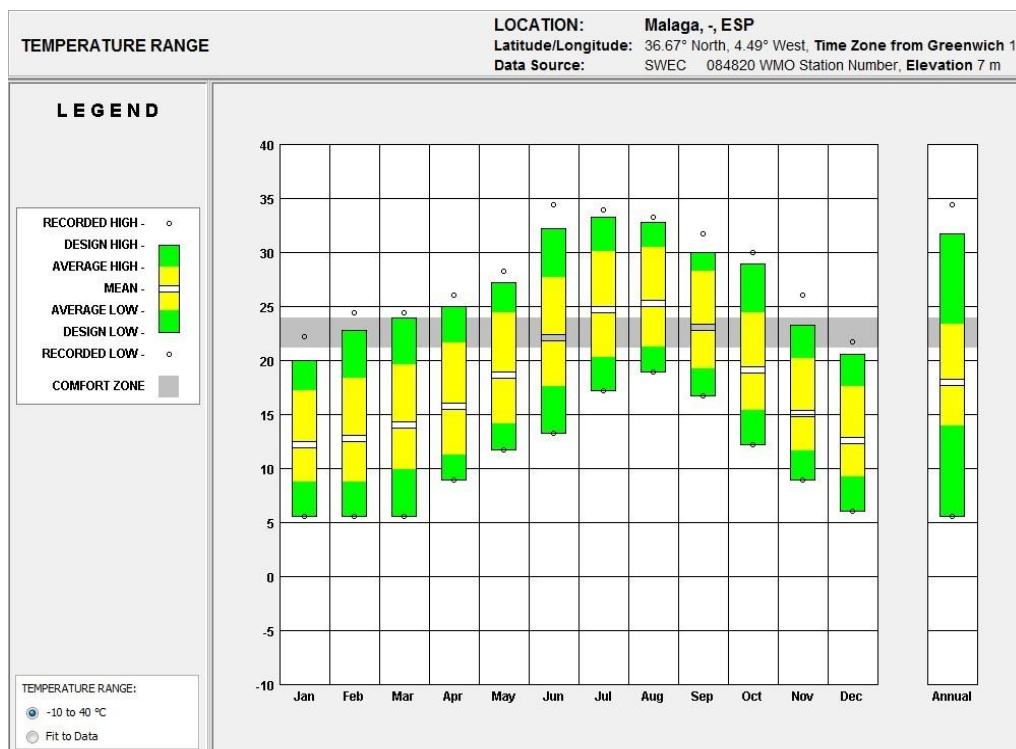 TEMPERATURE RANGE
LOCATION: Malaga, -, ESP
Latitude/Longitude: 36.67° North, 4.49° West, Time Zone from Greenwich 1
Data Source: SWEC 084820 WMO Station Number, Elevation 7 m
LEGEND
RECORDED HIGH -
DESIGN HIGH -
AVERAGE HIGH -
MEAN -
AVERAGE LOW -
DESIGN LOW -
RECORDED LOW -
COMFORT ZONE
TEMPERATURE RANGE:
-10 to 40 °C
Fit to Data
40
35
30
25
20
15
10
5
0
-5
-10
Jan Feb Mar Apr May Jun Jul Aug Sep Oct Nov Dec Annual